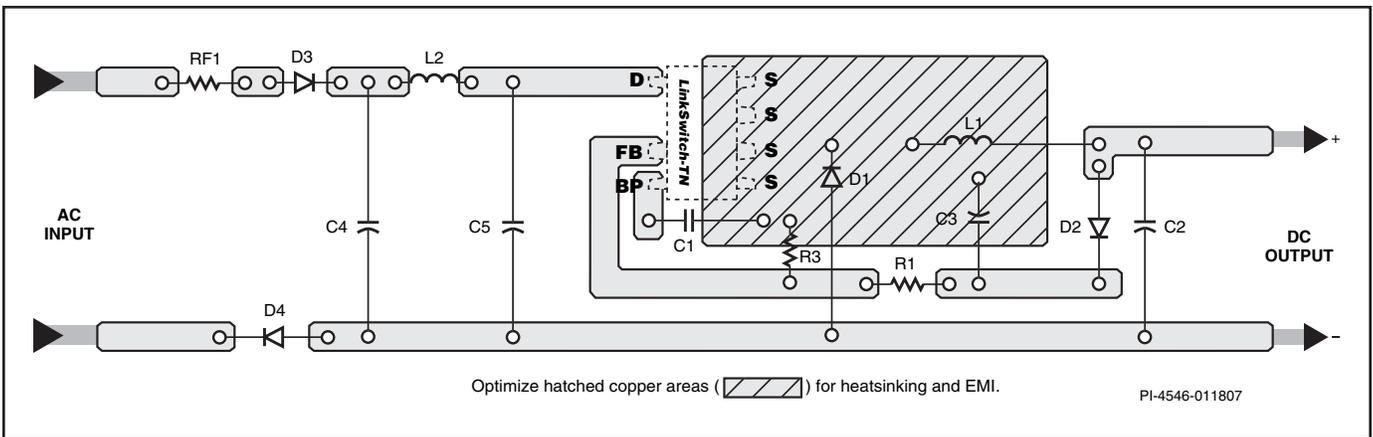 RF1
D3
L2
D
S
LinkSwitch-TN
S
L1
+
FB
S
BP
S
D1
AC
INPUT
C4
C5
C1
C3
D2
C2
R3
R1
DC
OUTPUT
D4
–
Optimize hatched copper areas ( ) for heatsinking and EMI.
PI-4546-011807